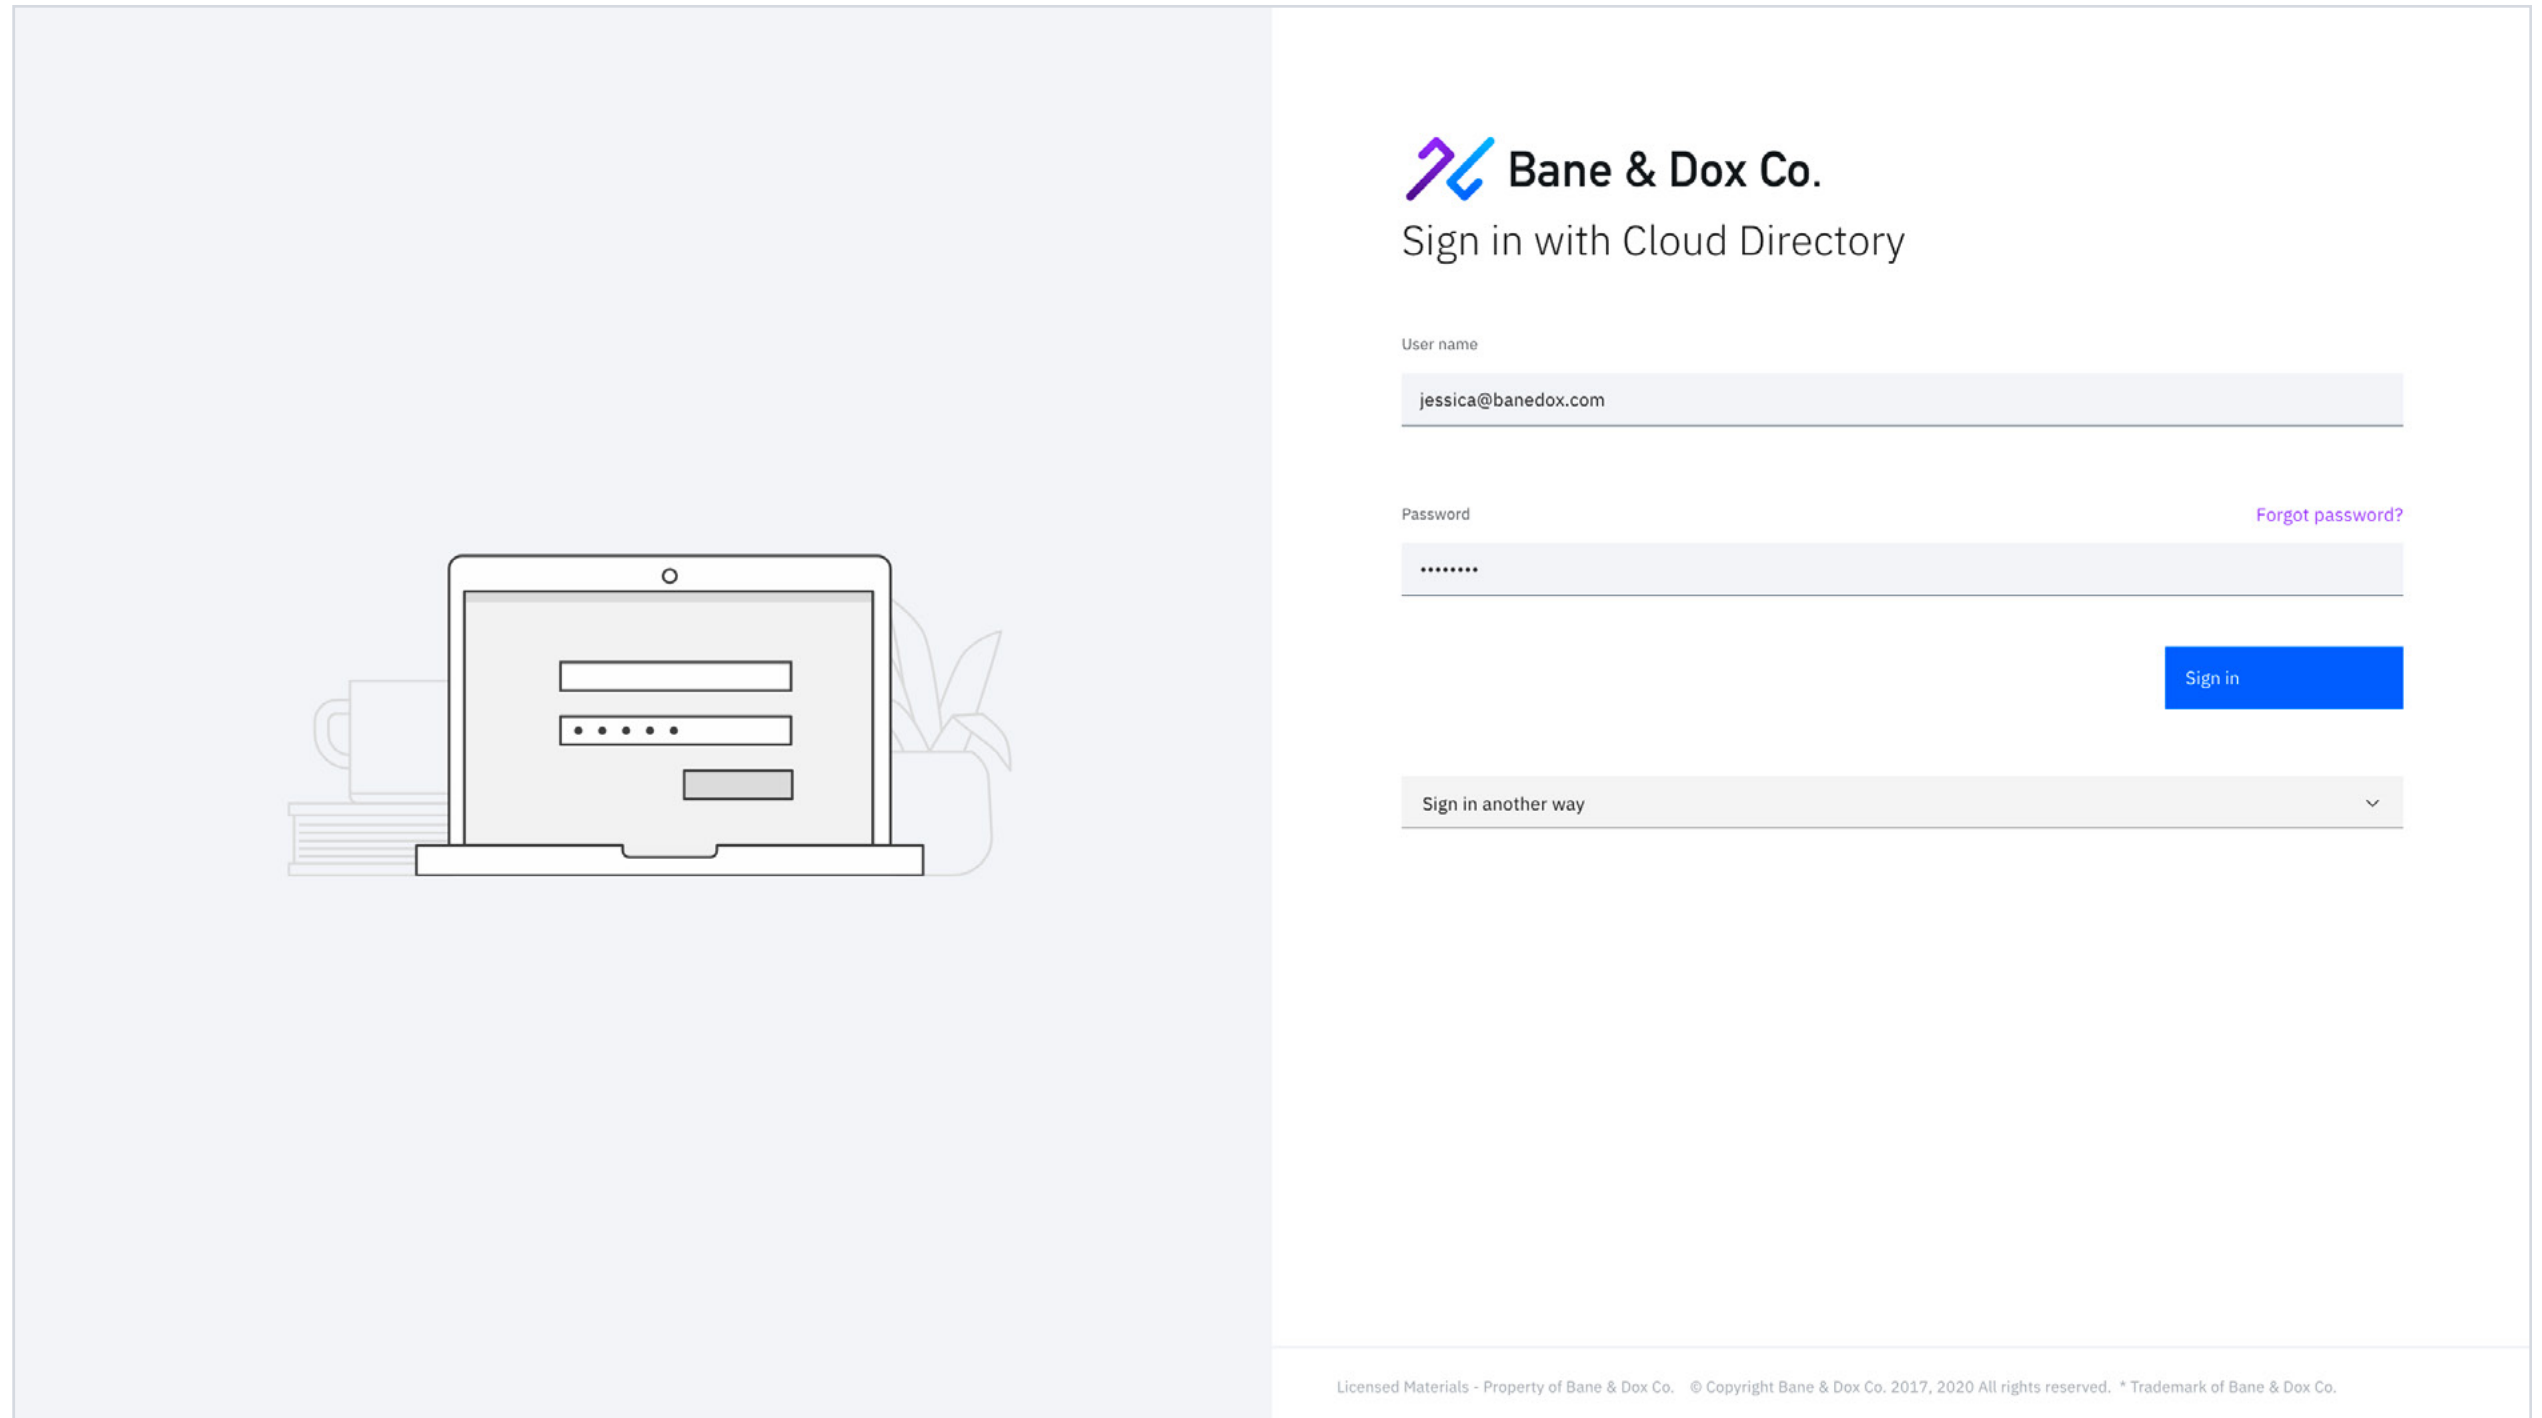 Bane & Dox Co.
Sign in with Cloud Directory
User name
jessica@banedox.com
Password
Forgot password?
••••••••
Sign in
Sign in another way
Licensed Materials - Property of Bane & Dox Co. © Copyright Bane & Dox Co. 2017, 2020 All rights reserved. * Trademark of Bane & Dox Co.